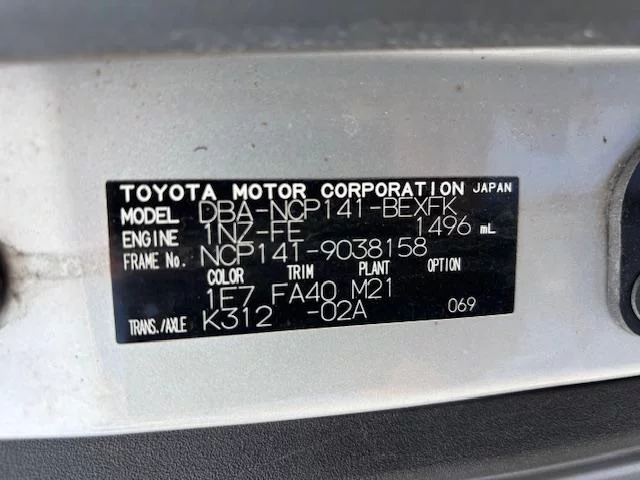 TOYOTA MOTOR CORPORATION JAPAN
MODEL DBA-NCP141-BEXFK
ENGINE 1NZ-FE 1496 mL
FRAME No. NCP141-9038158
COLOR TRIM PLANT OPTION
1F7 FA40 M21
TRANS./AXLE K312 -02A 069